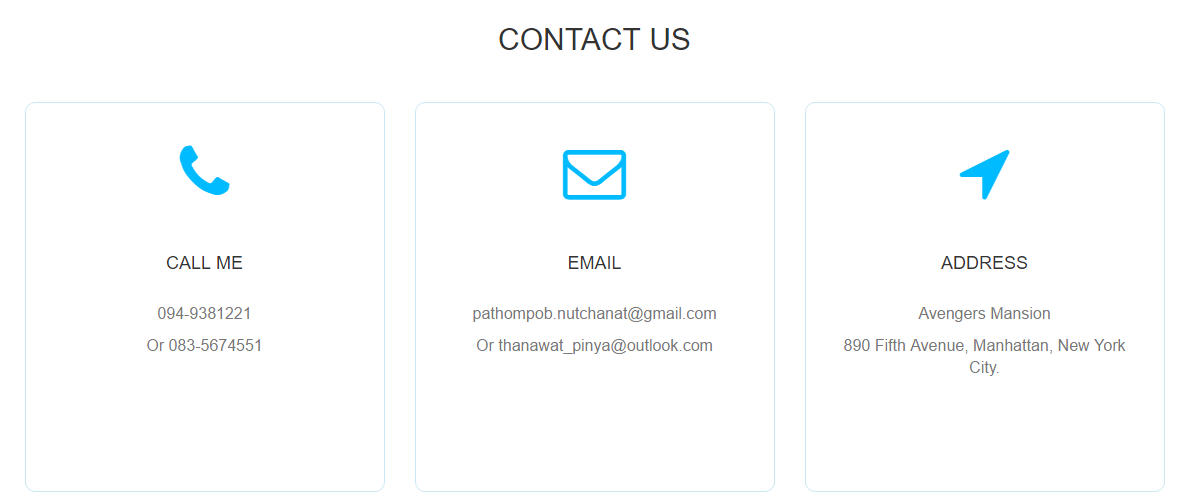 CONTACT US
CALL ME
094-9381221
Or 083-5674551
EMAIL
pathompob.nutchanat@gmail.com
Or thanawat_pinya@outlook.com
ADDRESS
Avengers Mansion
890 Fifth Avenue, Manhattan, New York
City.